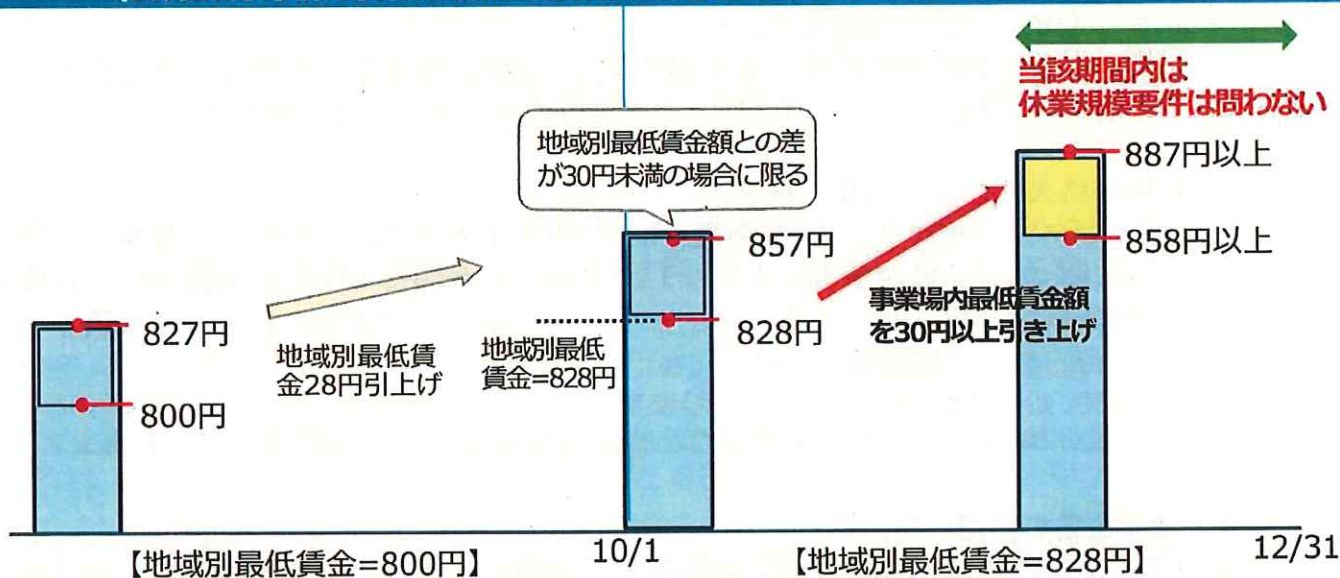 当該期間内は
休業規模要件は問わない
地域別最低賃金額との差
が30円未満の場合に限る
887円以上
858円以上
857円
828円
事業場内最低賃金額
を30円以上引き上げ
827円
800円
地域別最低賃
金28円引上げ
地域別最低
賃金=828円
【地域別最低賃金=800円】
10/1
【地域別最低賃金=828円】
12/31